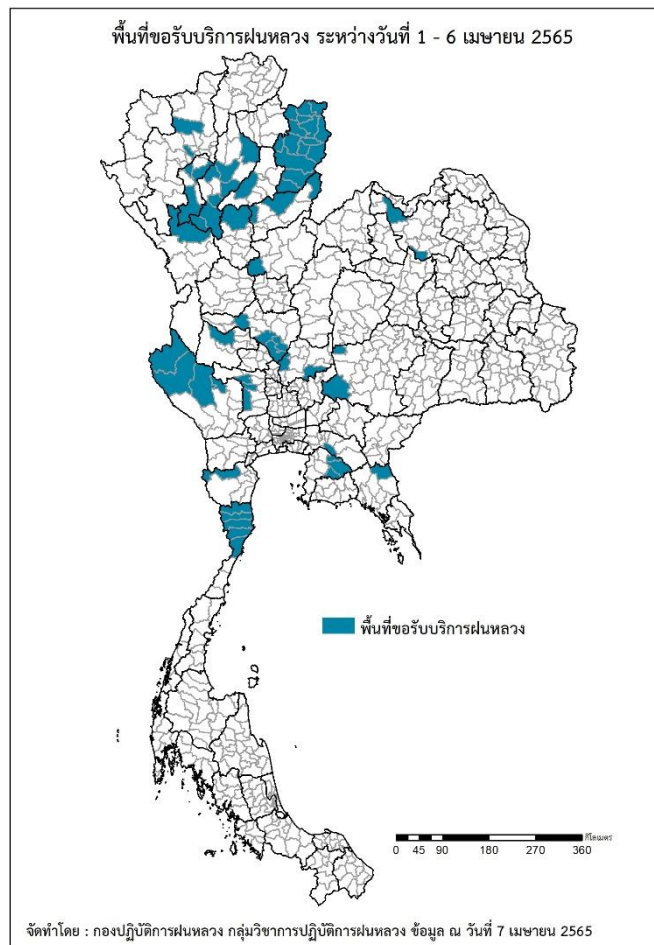 พื้นที่ขอรับบริการฝนหลวง ระหว่างวันที่ 1 - 6 เมษายน 2565
พื้นที่ขอรับบริการฝนหลวง
กิโลเมตร
0 45 90 180 270 360
จัดทำโดย : กองปฏิบัติการฝนหลวง กลุ่มวิชาการปฏิบัติการฝนหลวง ข้อมูล ณ วันที่ 7 เมษายน 2565